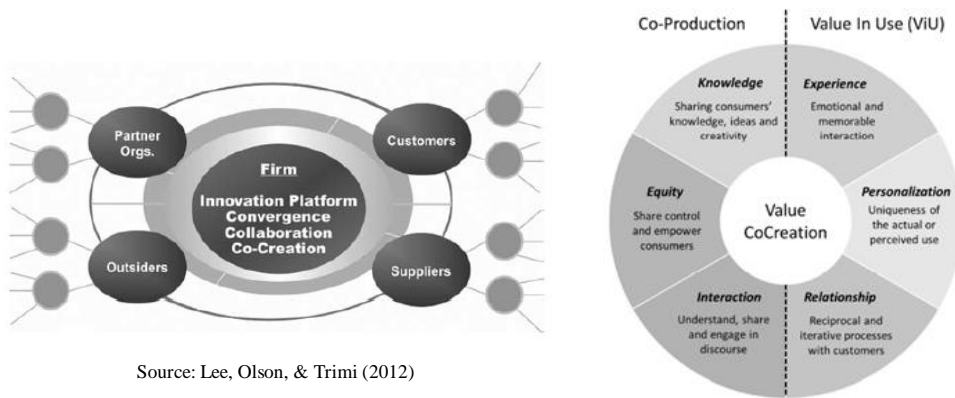 Partner
Orgs.
Customers
Firm
Innovation Platform
Convergence
Collaboration
Co-Creation
Outsiders
Suppliers
Source: Lee, Olson, & Trimi (2012)
Co-Production
Value In Use (ViU)
Knowledge
Sharing consumers'
knowledge, ideas and
creativity
Experience
Emotional and
memorable
interaction
Equity
Share control
and empower
consumers
Value
CoCreation
Personalization
Uniqueness of
the actual or
perceived use
Interaction
Understand, share
and engage in
discourse
Relationship
Reciprocal and
iterative processes
with customers